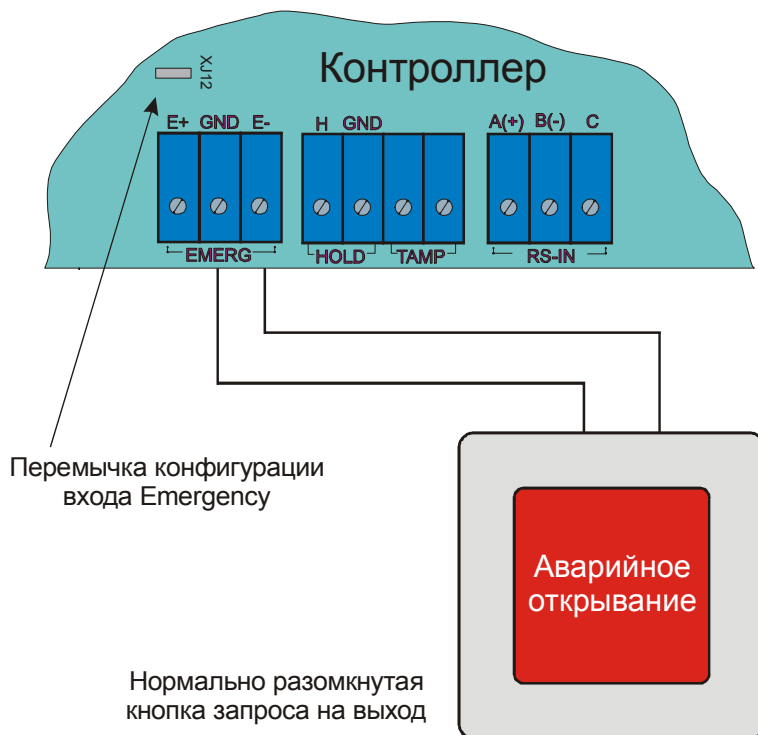 XJ12
Контроллер
E+ GND E-
H GND
A(+) B(-) C
EMERG
HOLD
TAMP
RS-IN
Перемычка конфигурации
входа Emergency
Аварийное
открывание
Нормально разомкнутая
кнопка запроса на выход